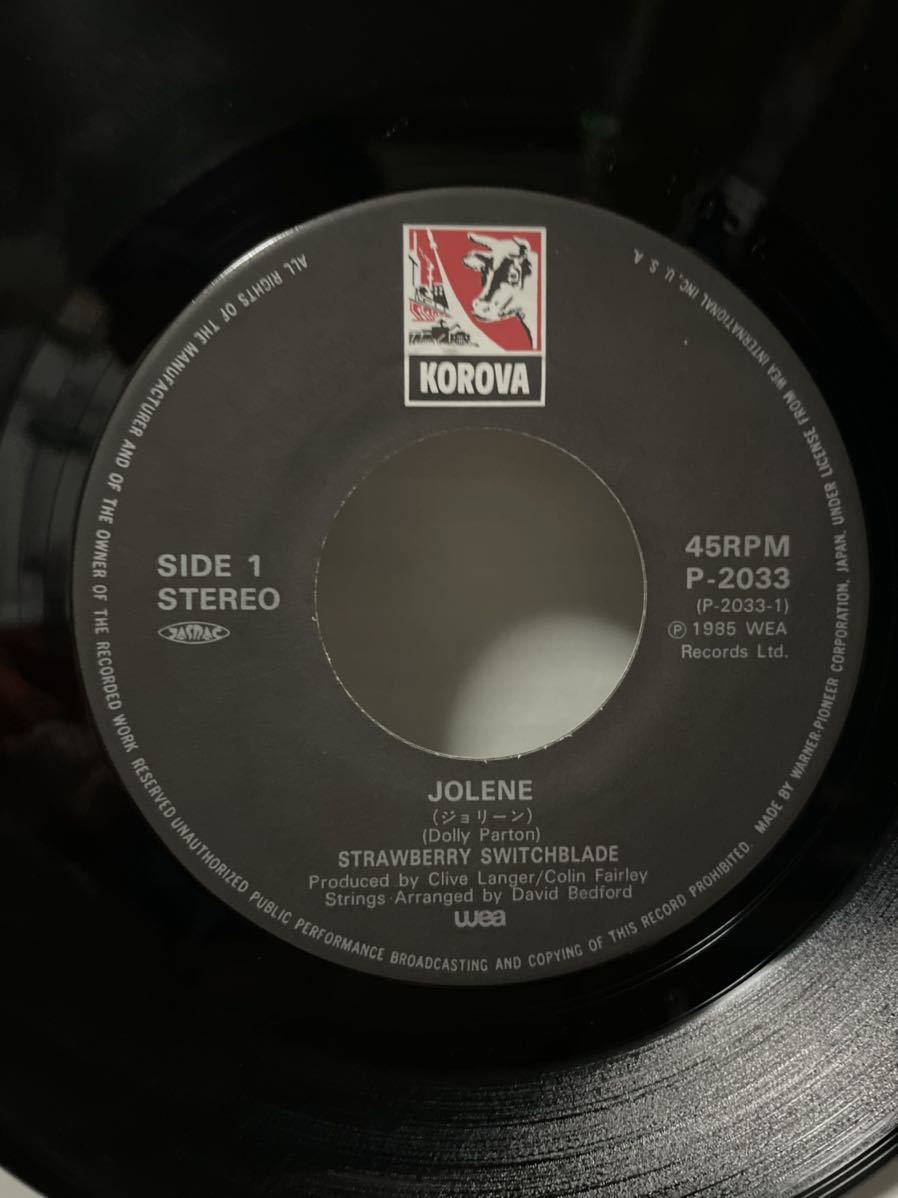 KOROVA
SIDE 1
STEREO
JASRAC
45RPM
P-2033
(P-2033-1)
Ⓟ 1985 WEA
Records Ltd.
JOLENE
(ジョリーン)
(Dolly Parton)
STRAWBERRY SWITCHBLADE
Produced by Clive Langer/Colin Fairley
Strings Arranged by David Bedford
wea
ALL RIGHTS OF THE MANUFACTURER AND OF THE OWNER OF THE RECORDED WORK RESERVED UNAUTHORIZED PUBLIC PERFORMANCE BROADCASTING AND COPYING OF THIS RECORD PROHIBITED. MADE BY WARNER-PIONEER CORPORATION, JAPAN, UNDER LICENSE FROM WEA INTERNATIONAL INC, U. S. A.